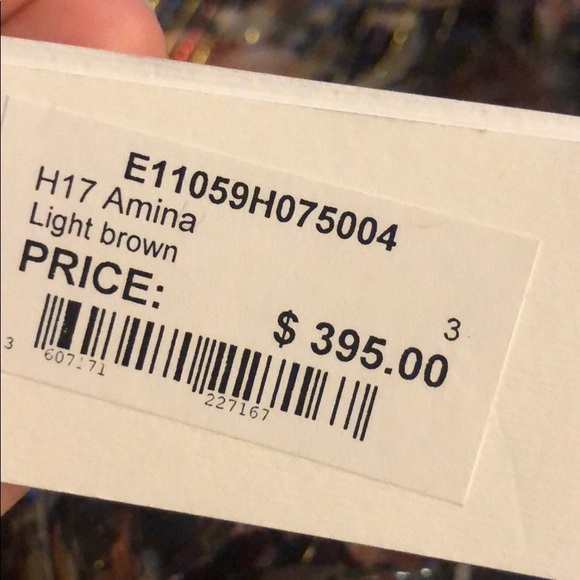 E11059H075004
H17 Amina
Light brown
PRICE:
3
$ 395.00
3 607171 227167